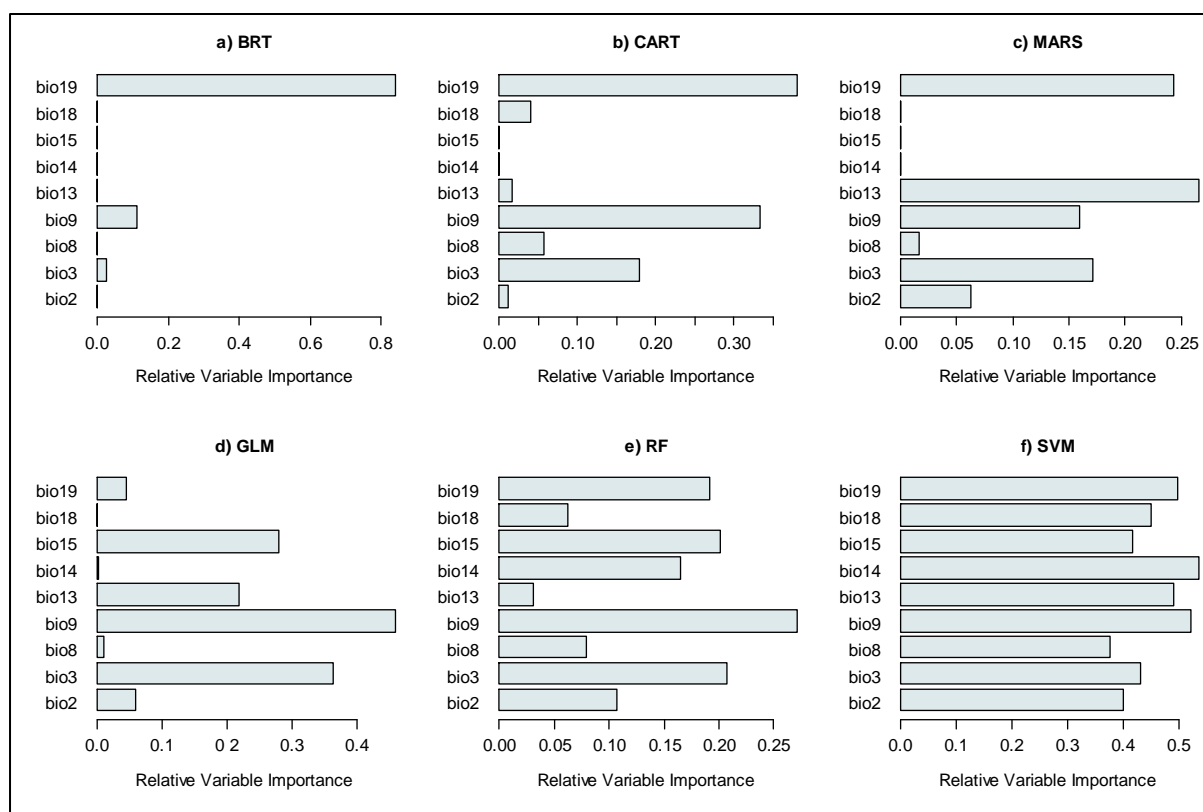 a) BRT
bio19
bio18
bio15
bio14
bio13
bio9
bio8
bio3
bio2
0.0 0.2 0.4 0.6 0.8
Relative Variable Importance
b) CART
bio19
bio18
bio15
bio14
bio13
bio9
bio8
bio3
bio2
0.00 0.10 0.20 0.30
Relative Variable Importance
c) MARS
bio19
bio18
bio15
bio14
bio13
bio9
bio8
bio3
bio2
0.00 0.05 0.10 0.15 0.20 0.25
Relative Variable Importance
d) GLM
bio19
bio18
bio15
bio14
bio13
bio9
bio8
bio3
bio2
0.0 0.1 0 2 0.3 0.4
Relative Variable Importance
e) RF
bio19
bio18
bio15
bio14
bio13
bio9
bio8
bio3
bio2
0.00 0.05 0.10 0.15 0.20 0.25
Relative Variable Importance
f) SVM
bio19
bio18
bio15
bio14
bio13
bio9
bio8
bio3
bio2
0.0 0.1 0.2 0.3 0.4 0.5
Relative Variable Importance